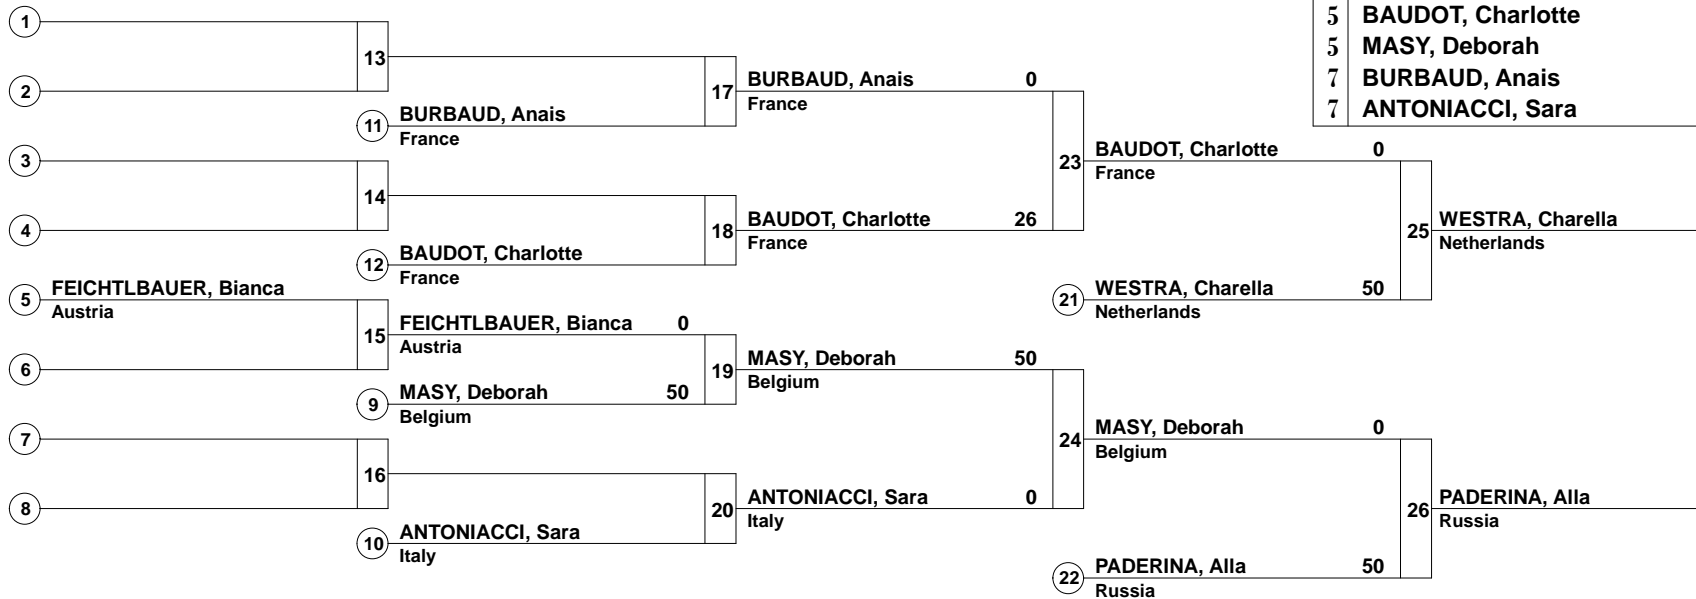 5 BAUDOT, Charlotte
5 MASY, Deborah
7 BURBAUD, Anais
7 ANTONIACCI, Sara
1
2
13
11 BURBAUD, Anais
France
3
4
14
12 BAUDOT, Charlotte
France
5 FEICHTLBAUER, Bianca
Austria
6
15
FEICHTLBAUER, Bianca 0
Austria
9 MASY, Deborah 50
Belgium
7
8
16
10 ANTONIACCI, Sara
Italy
17
BURBAUD, Anais 0
France
18
BAUDOT, Charlotte 26
France
19
MASY, Deborah 50
Belgium
20
ANTONIACCI, Sara 0
Italy
23
BAUDOT, Charlotte 0
France
21 WESTRA, Charella 50
Netherlands
24
MASY, Deborah 0
Belgium
22 PADERINA, Alla 50
Russia
25
WESTRA, Charella
Netherlands
26
PADERINA, Alla
Russia